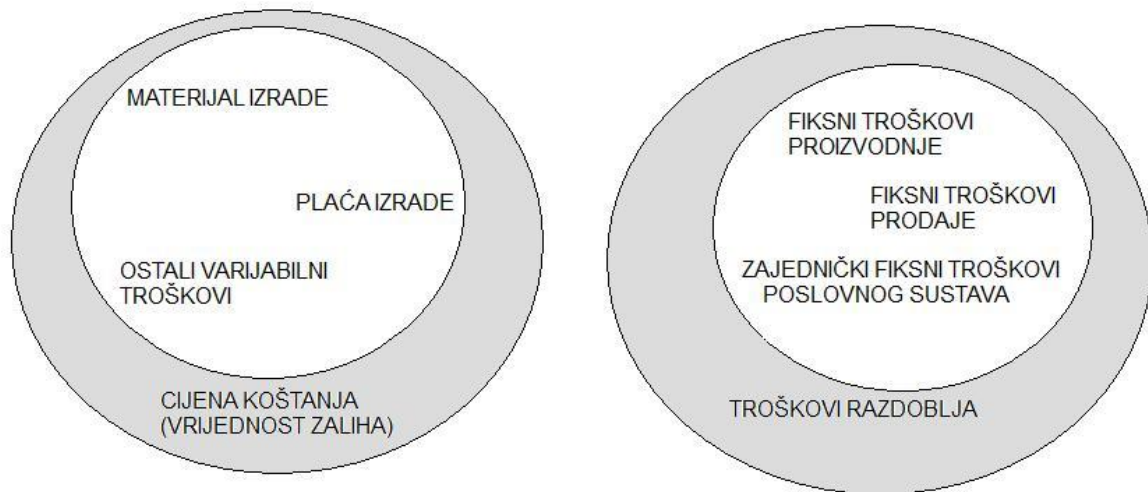 MATERIJAL IZRADE
PLAĆA IZRADE
OSTALI VARIJABILNI
TROŠKOVI
CIJENA KOŠTANJA
(VRIJEDNOST ZALIHA)
FIKSNI TROŠKOVI
PROIZVODNJE
FIKSNI TROŠKOVI
PRODAJE
ZAJEDNIČKI FIKSNI TROŠKOVI
POSLOVNOG SUSTAVA
TROŠKOVI RAZDOBLJA